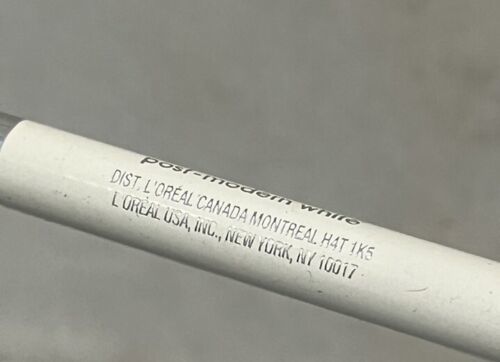 post-modern white
DIST. L'ORÉAL CANADA MONTREAL H4T 1K5
L'ORÉAL USA, INC., NEW YORK, NY 10017